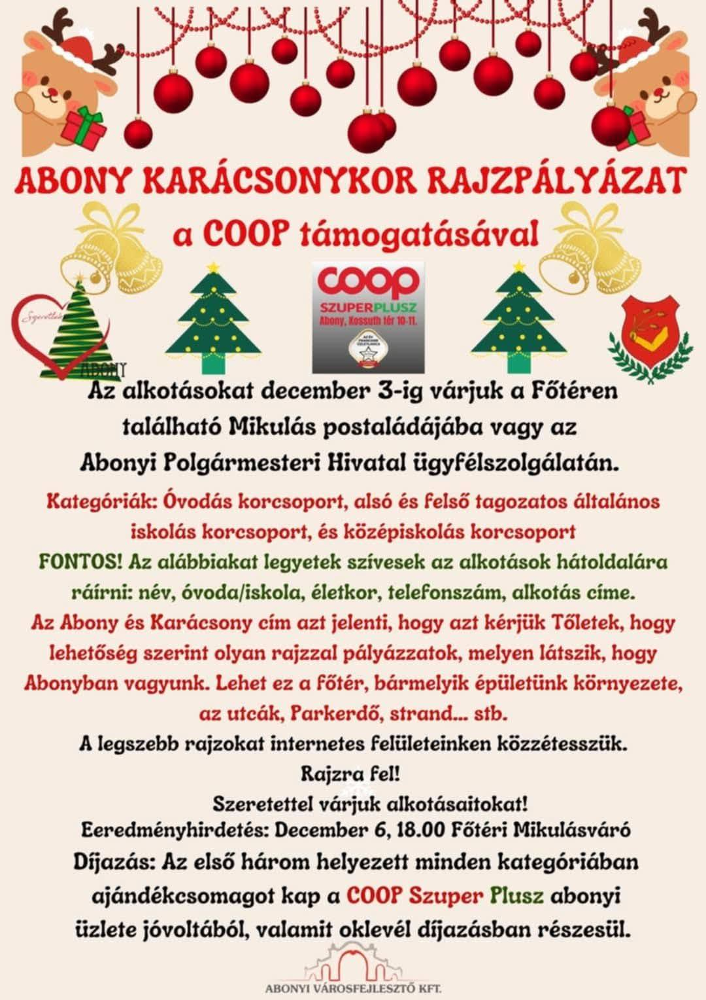 ABONY KARÁCSONYKOR RAJZPÁLYÁZAT
a COOP támogatásával
coop
SZUPERPLUSZ
Abony, Kossuth tér 10-11.
AZ ÉV
FRANCHISE
ÜZLETLÁNCA
Szeretlek
ABONY
Az alkotásokat december 3-ig várjuk a Főtéren
található Mikulás postaládájába vagy az
Abonyi Polgármesteri Hivatal ügyfélszolgálatán.
Kategóriák: Óvodás korcsoport, alsó és felső tagozatos általános
iskolás korcsoport, és középiskolás korcsoport
FONTOS! Az alábbiakat legyetek szívesek az alkotások hátoldalára
ráírni: név, óvoda/iskola, életkor, telefonszám, alkotás címe.
Az Abony és Karácsony cím azt jelenti, hogy azt kérjük Tőletek, hogy
lehetőség szerint olyan rajzzal pályázzatok, melyen látszik, hogy
Abonyban vagyunk. Lehet ez a főtér, bármelyik épületünk környezete,
az utcák, Parkerdő, strand... stb.
A legszebb rajzokat internetes felületeinken közzétesszük.
Rajzra fel!
Szeretettel várjuk alkotásaitokat!
Eeredményhirdetés: December 6, 18.00 Főtéri Mikulásváró
Díjazás: Az első három helyezett minden kategóriában
ajándékcsomagot kap a COOP Szuper Plusz abonyi
üzlete jóvoltából, valamit oklevél díjazásban részesül.
ABONYI VÁROSFEJLESZTŐ KFT.